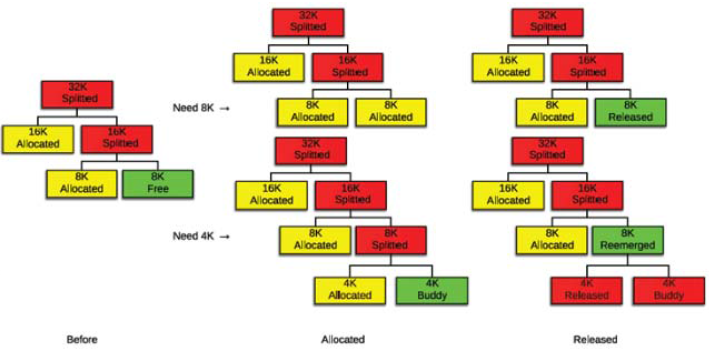 32K
Splitted
16K
Allocated
16K
Splitted
8K
Allocated
8K
Free
Before
Need 8K →
32K
Splitted
16K
Allocated
16K
Splitted
8K
Allocated
8K
Allocated
Need 4K →
32K
Splitted
16K
Allocated
16K
Splitted
8K
Allocated
8K
Splitted
4K
Allocated
4K
Buddy
Allocated
32K
Splitted
16K
Allocated
16K
Splitted
8K
Allocated
8K
Released
32K
Splitted
16K
Allocated
16K
Splitted
8K
Allocated
8K
Reemerged
4K
Released
4K
Buddy
Released